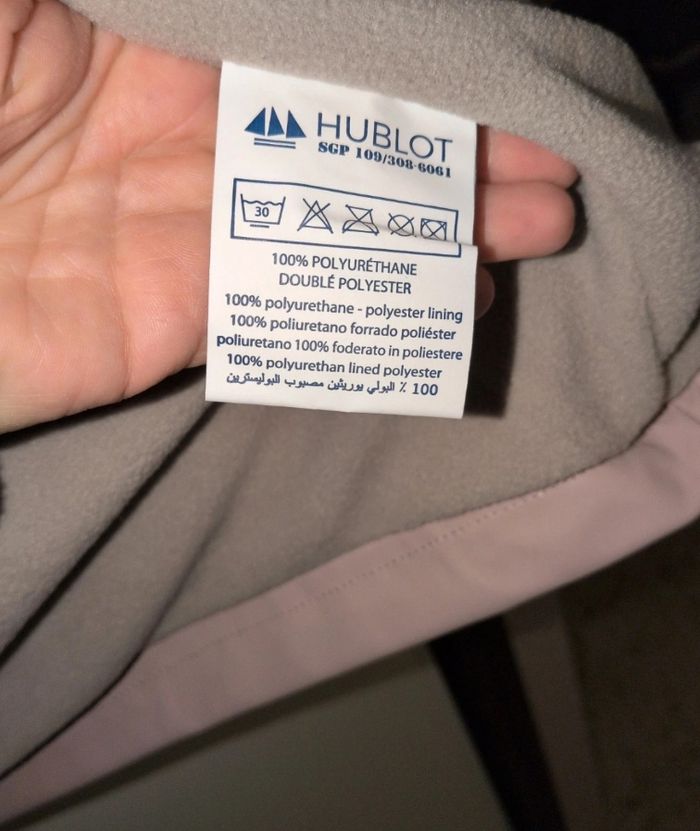 HUBLOT
SGP 109/308-6061
30
100% POLYURÉTHANE
DOUBLÉ POLYESTER
100% polyurethane - polyester lining
100% poliuretano forrado poliéster
poliuretano 100% foderato in poliestere
100% polyurethan lined polyester
100 ٪ البولي يوريثين مصبوب البوليسترين